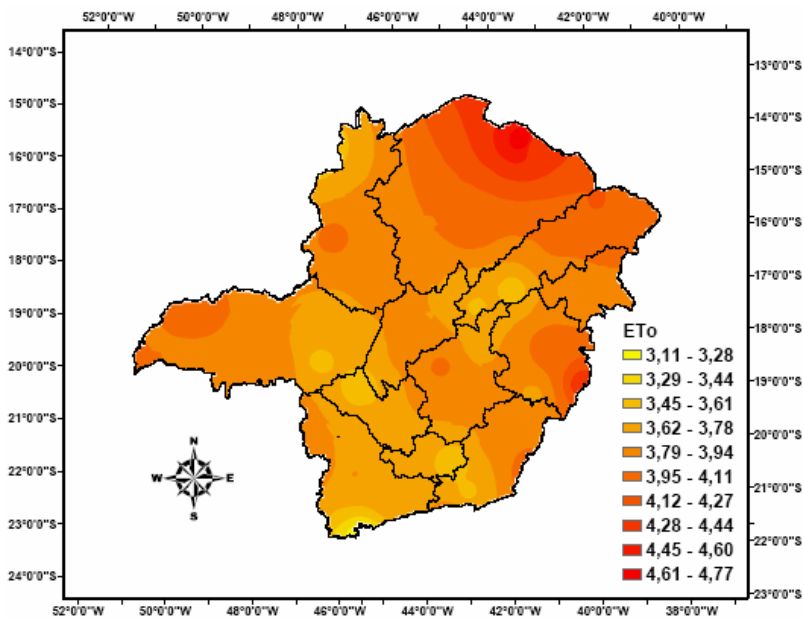 52°0'0"W 50°0'0"W 48°0'0"W 46°0'0"W 44°0'0"W 42°0'0"W 40°0'0"W
14°0'0"S
15°0'0"S
16°0'0"S
17°0'0"S
18°0'0"S
19°0'0"S
20°0'0"S
21°0'0"S
22°0'0"S
23°0'0"S
24°0'0"S
13°0'0"S
14°0'0"S
15°0'0"S
16°0'0"S
17°0'0"S
18°0'0"S
19°0'0"S
20°0'0"S
21°0'0"S
22°0'0"S
23°0'0"S
N
W E
S
ETo
3,11 - 3,28
3,29 - 3,44
3,45 - 3,61
3,62 - 3,78
3,79 - 3,94
3,95 - 4,11
4,12 - 4,27
4,28 - 4,44
4,45 - 4,60
4,61 - 4,77
52°0'0"W 50°0'0"W 48°0'0"W 46°0'0"W 44°0'0"W 42°0'0"W 40°0'0"W 38°0'0"W